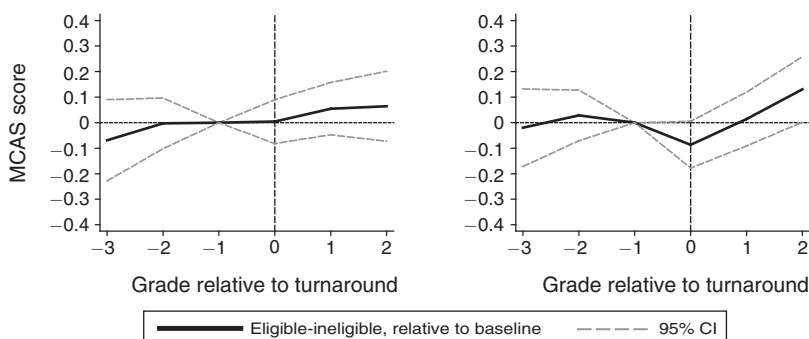 0.4 0.4
0.3 0.3
0.2 0.2
0.1 0.1
0 0
−0.1 −0.1
−0.2 −0.2
−0.3 −0.3
−0.4 −0.4
MCAS score
−3 −2 −1 0 1 2 −3 −2 −1 0 1 2
Grade relative to turnaround Grade relative to turnaround
Eligible-ineligible, relative to baseline 95% CI